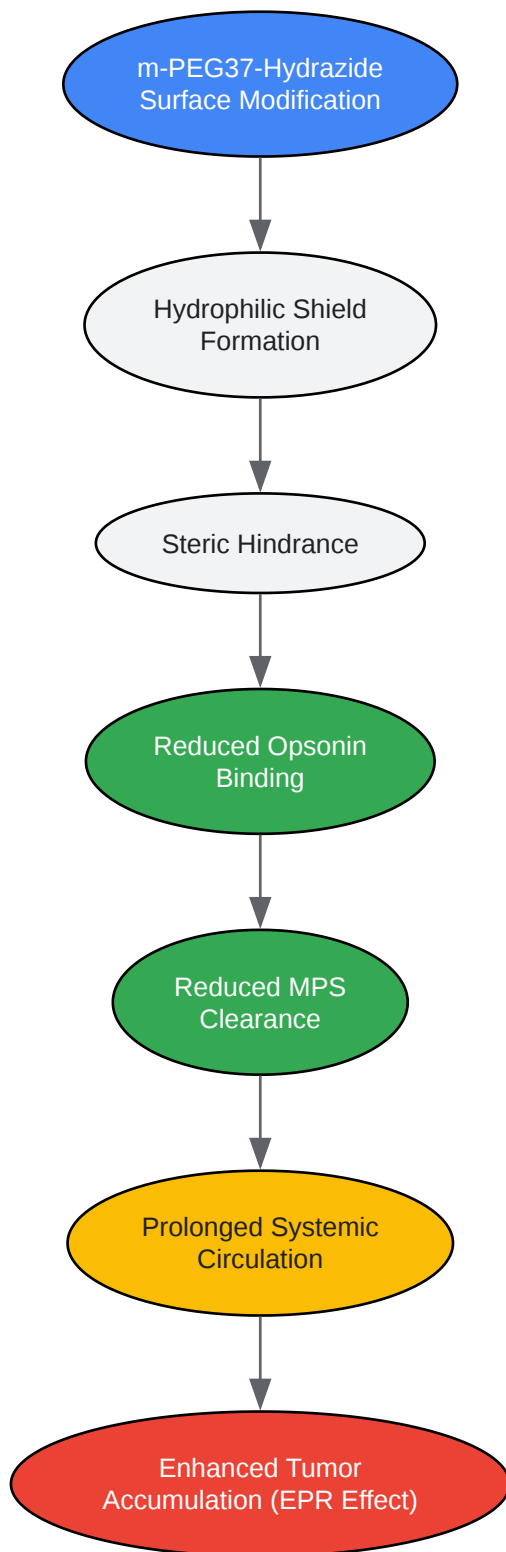 m-PEG37-Hydrazide
Surface Modification
Hydrophilic Shield
Formation
Steric Hindrance
Reduced Opsonin
Binding
Reduced MPS
Clearance
Prolonged Systemic
Circulation
Enhanced Tumor
Accumulation (EPR Effect)